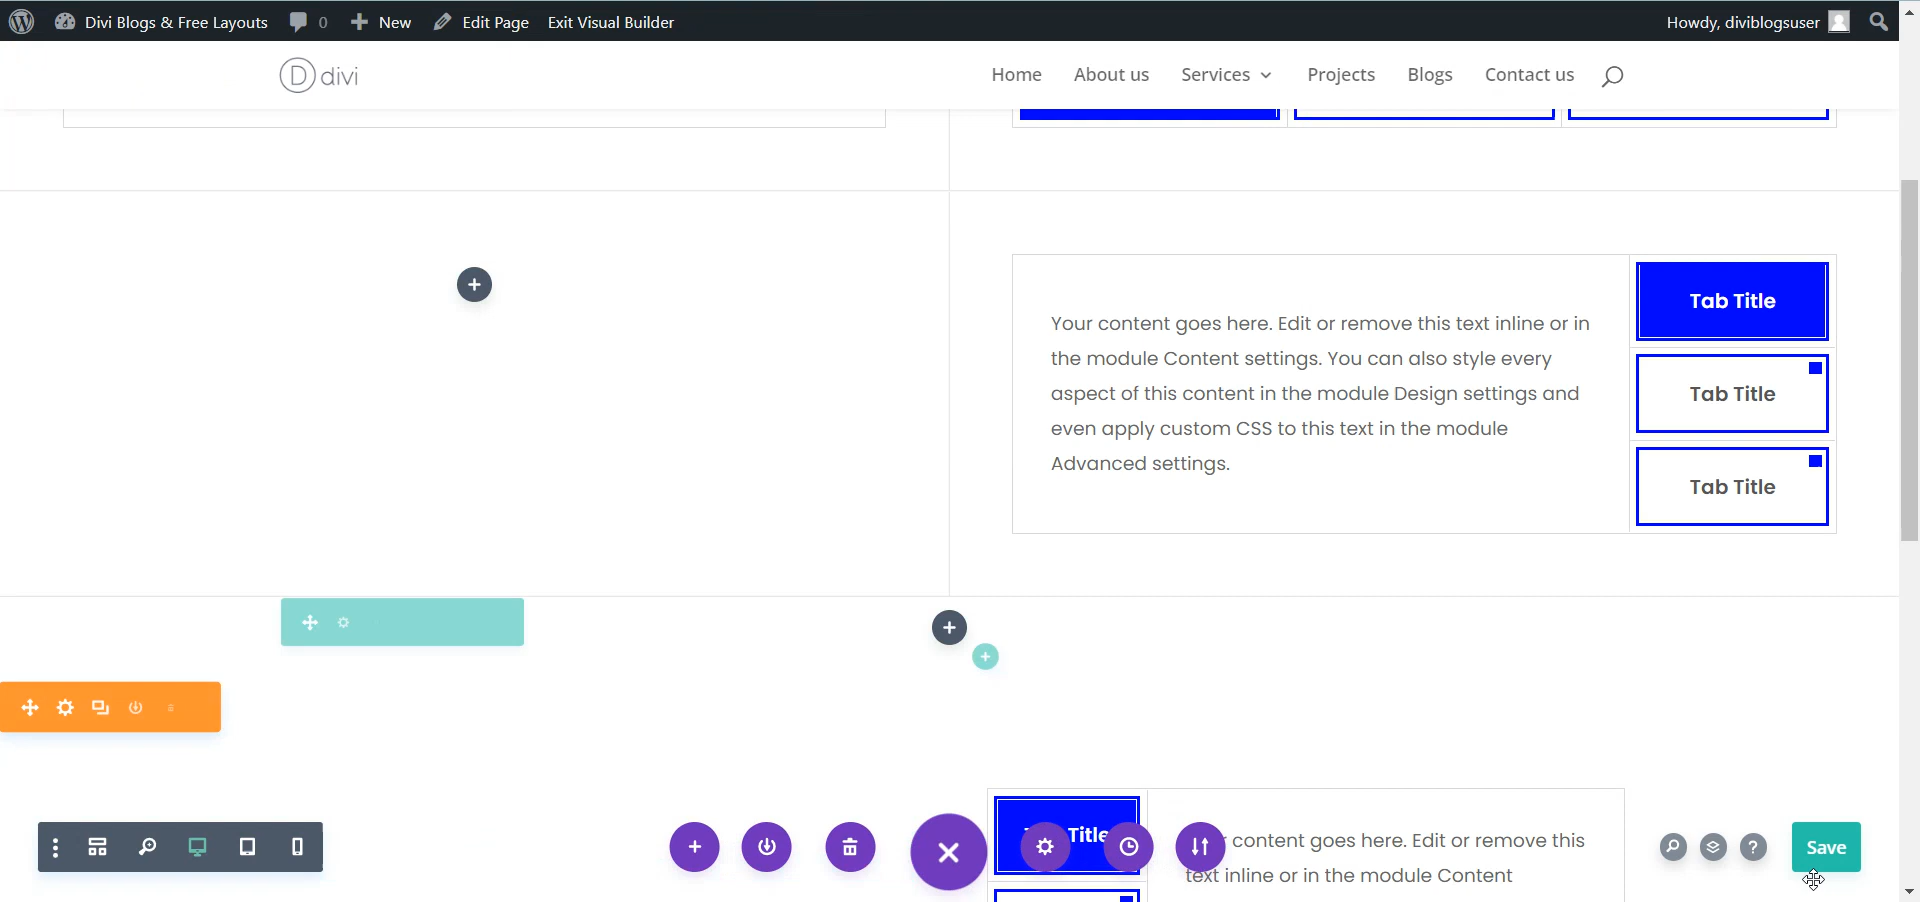 Divi Blogs & Free Layouts 0 New Edit Page Exit Visual Builder Howdy, diviblogsuser
D divi Home About us Services Projects Blogs Contact us
Your content goes here. Edit or remove this text inline or in
the module Content settings. You can also style every
aspect of this content in the module Design settings and
even apply custom CSS to this text in the module
Advanced settings.
Tab Title
Tab Title
Tab Title
Title
content goes here. Edit or remove this
text inline or in the module Content
? Save